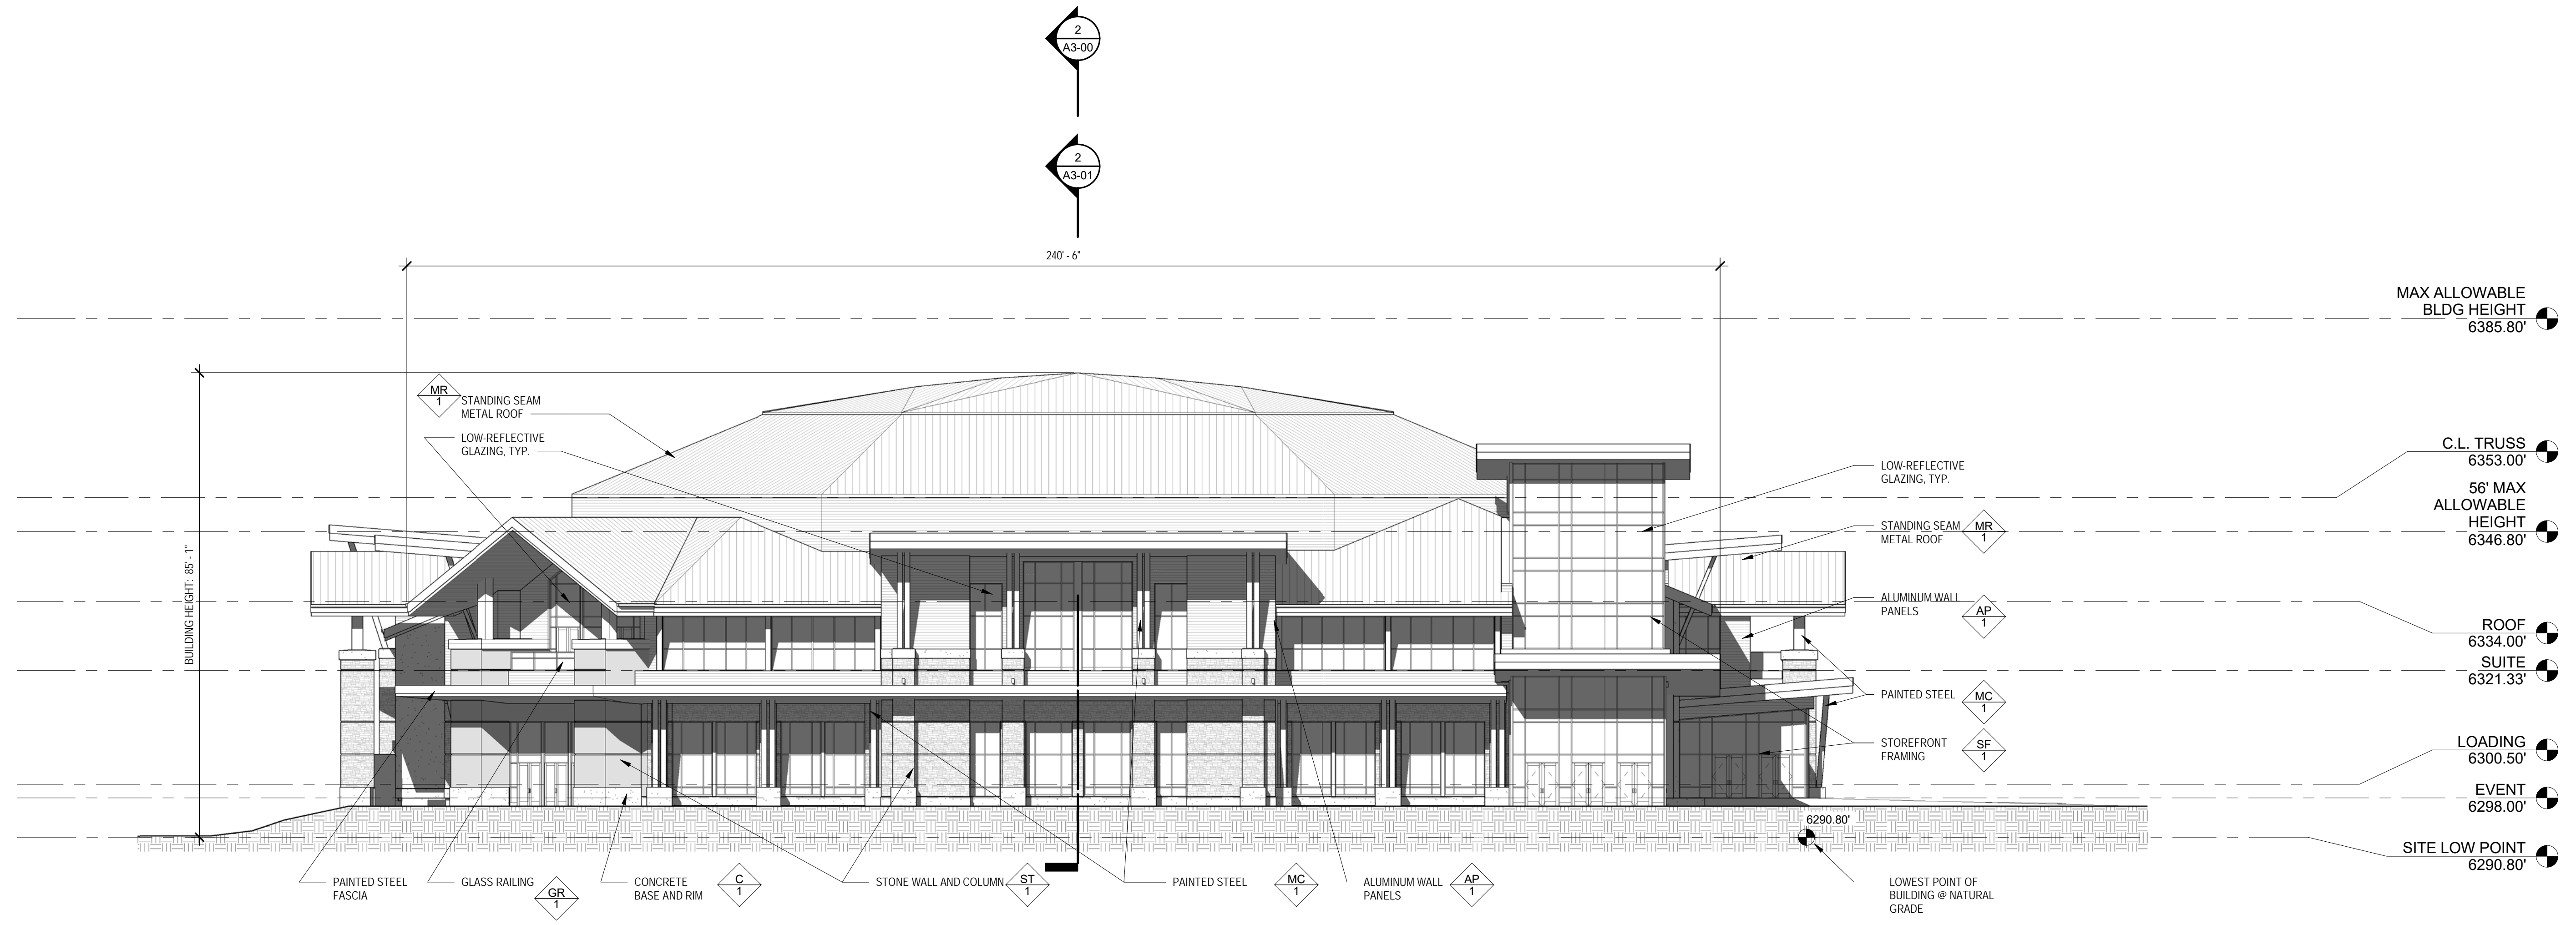 2
A3-00
2
A3-01
240' - 6"
MAX ALLOWABLE
BLDG HEIGHT
6385.80'
MR
1
STANDING SEAM
METAL ROOF
LOW-REFLECTIVE
GLAZING, TYP.
C.L. TRUSS
6353.00'
LOW-REFLECTIVE
GLAZING, TYP.
56' MAX
ALLOWABLE
HEIGHT
6346.80'
STANDING SEAM
METAL ROOF
MR
1
BUILDING HEIGHT: 85' - 1"
ALUMINUM WALL
PANELS
AP
1
ROOF
6334.00'
SUITE
6321.33'
PAINTED STEEL
MC
1
STOREFRONT
FRAMING
SF
1
LOADING
6300.50'
EVENT
6298.00'
6290.80'
SITE LOW POINT
6290.80'
PAINTED STEEL
FASCIA
GLASS RAILING
GR
1
CONCRETE
BASE AND RIM
C
1
STONE WALL AND COLUMN
ST
1
PAINTED STEEL
MC
1
ALUMINUM WALL
PANELS
AP
1
LOWEST POINT OF
BUILDING @ NATURAL
GRADE